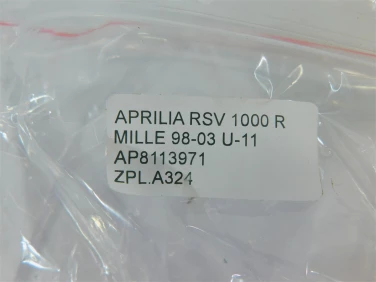 APRILIA RSV 1000 R
MILLE 98-03 U-11
AP8113971
ZPL.A324